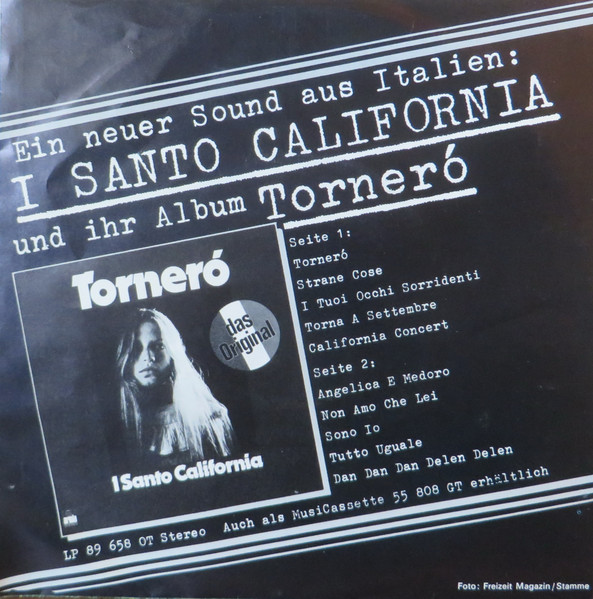 Ein neuer Sound aus Italien:
I SANTO CALIFORNIA
und ihr Album Torneró
Torneró
das
Original
I Santo California
Seite 1:
Torneró
Strane Cose
I Tuoi Occhi Sorridenti
Torna A Settembre
California Concert
Seite 2:
Angelica E Medoro
Non Amo Che Lei
Sono Io
Tutto Uguale
Dan Dan Dan Delen Delen
LP 89 658 OT Stereo Auch als MusiCassette 55 808 GT erhältlich
Foto: Freizeit Magazin/Stamme